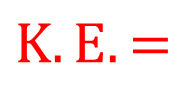 K. E. =